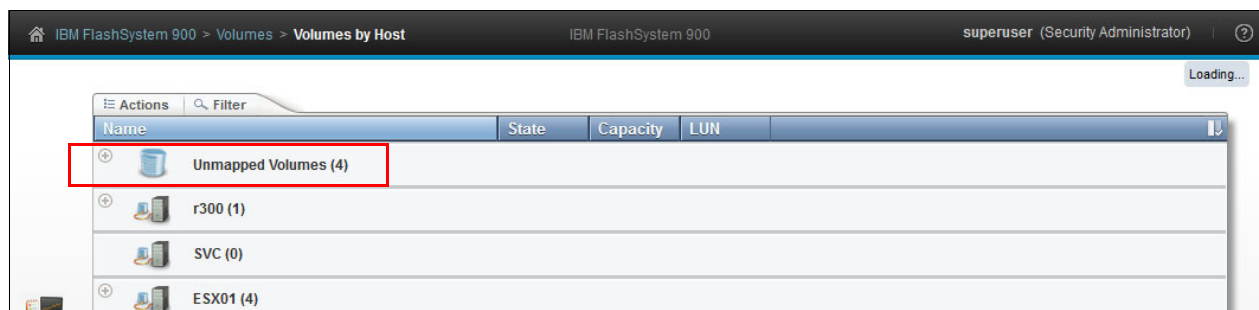 IBM FlashSystem 900 > Volumes > Volumes by Host IBM FlashSystem 900 superuser (Security Administrator) | ?
Loading...
Actions Filter
Name State Capacity LUN
Unmapped Volumes (4)
r300 (1)
SVC (0)
ESX01 (4)